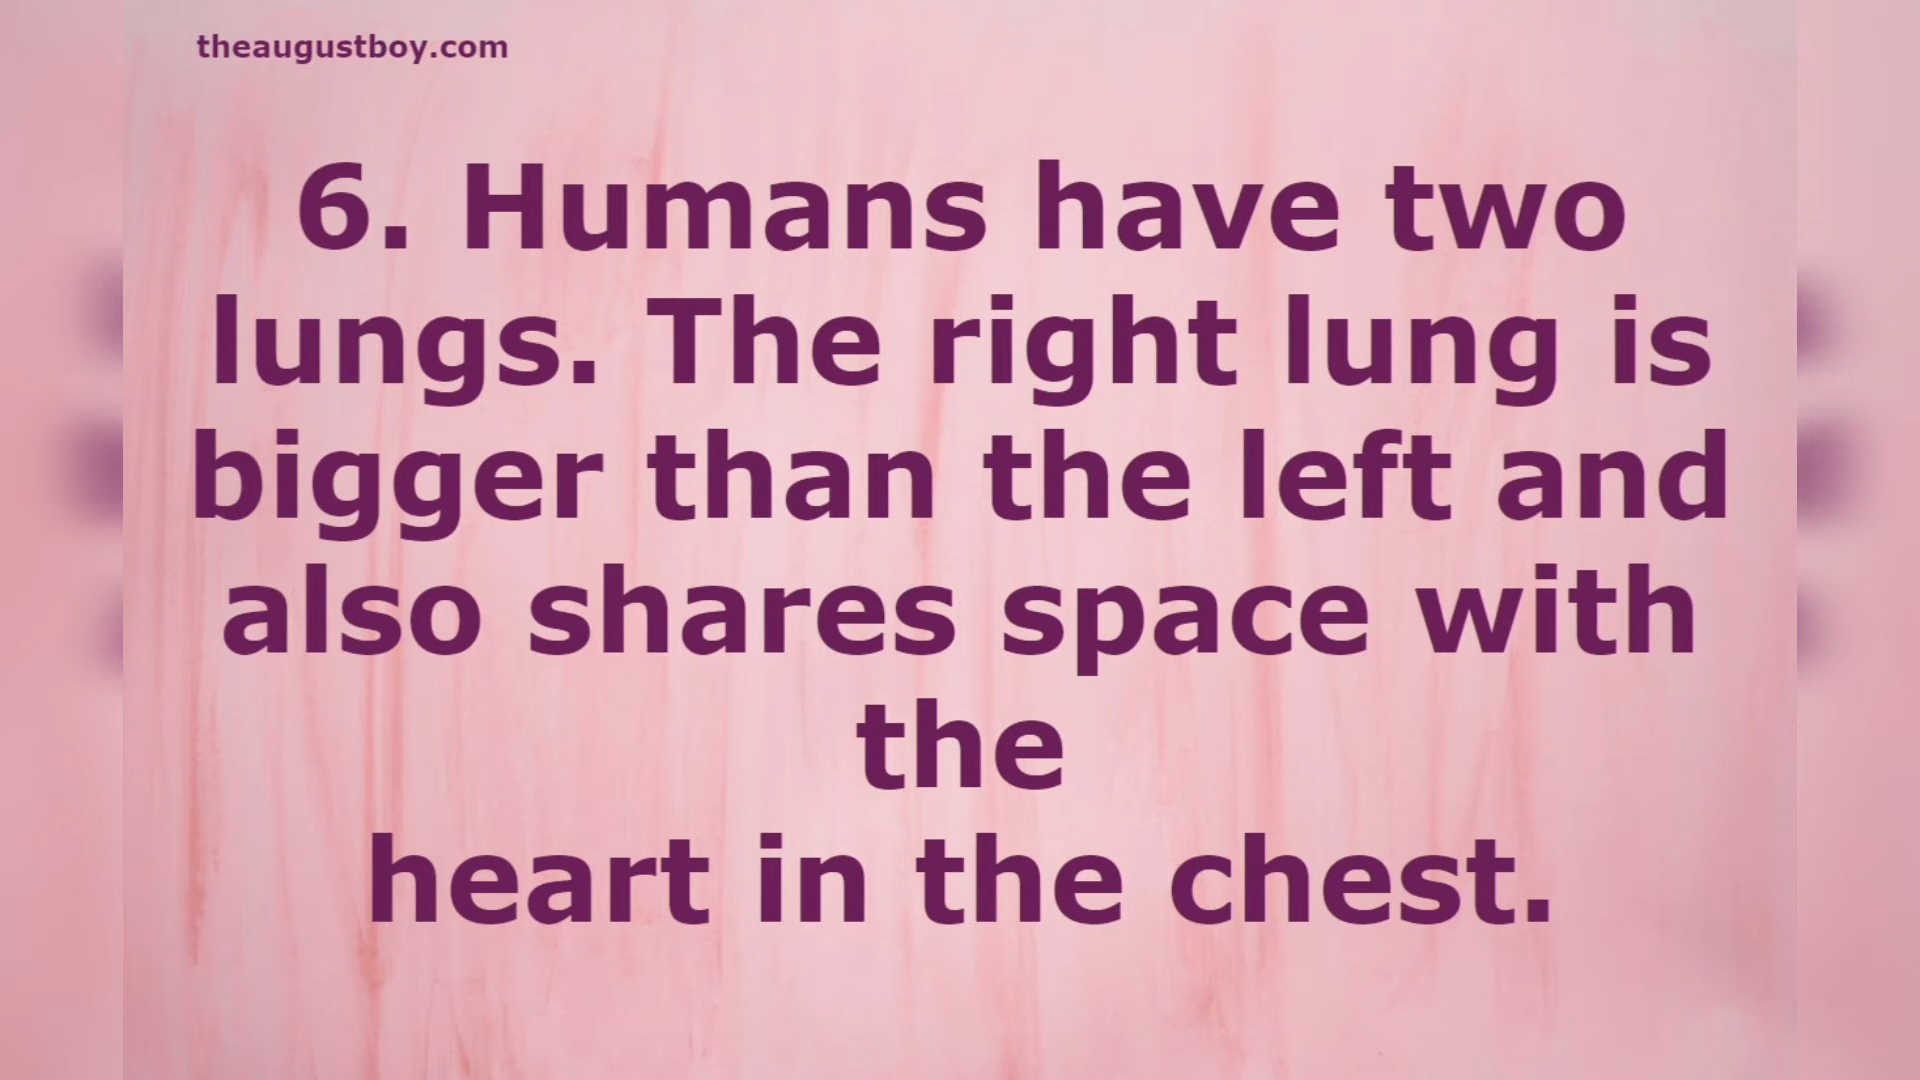 theaugustboy.com
6. Humans have two
lungs. The right lung is
bigger than the left and
also shares space with
the
heart in the chest.